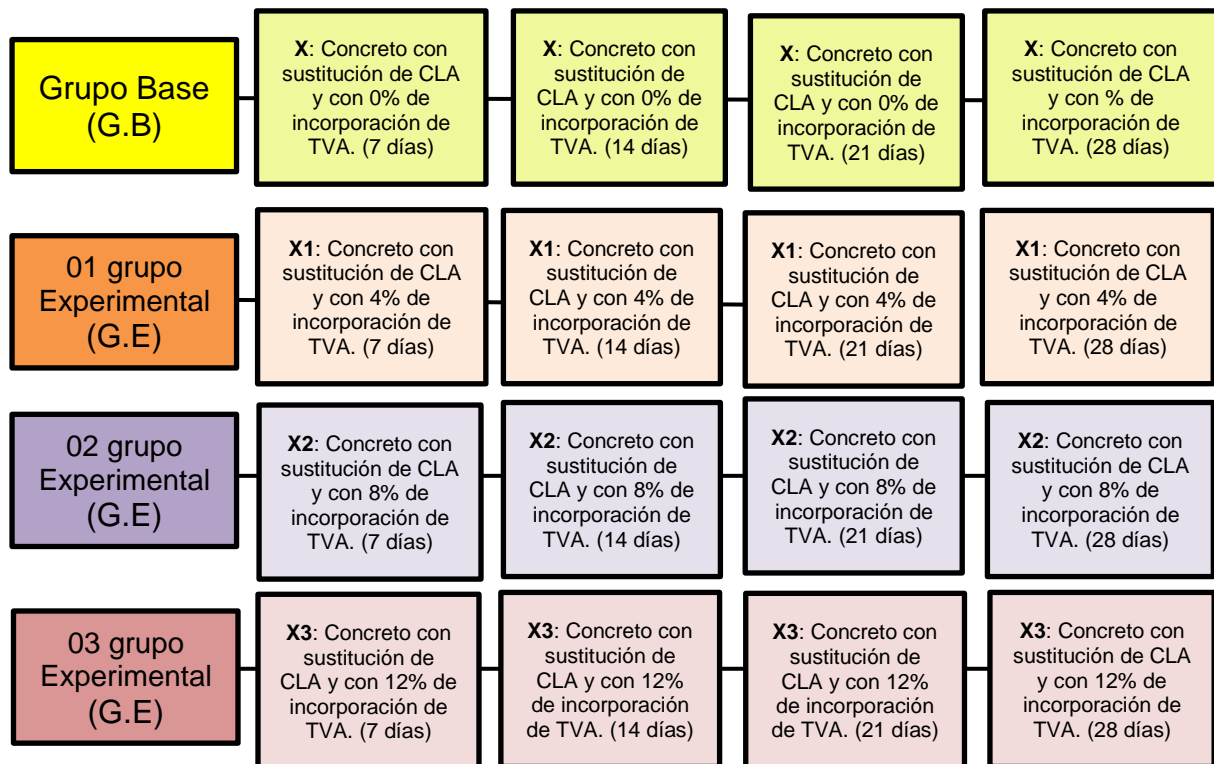 Grupo Base
(G.B)
X: Concreto con
sustitución de CLA
y con 0% de
incorporación de
TVA. (7 días)
X: Concreto con
sustitución de
CLA y con 0% de
incorporación de
TVA. (14 días)
X: Concreto con
sustitución de
CLA y con 0% de
incorporación de
TVA. (21 días)
X: Concreto con
sustitución de CLA
y con % de
incorporación de
TVA. (28 días)
01 grupo
Experimental
(G.E)
X1: Concreto con
sustitución de CLA
y con 4% de
incorporación de
TVA. (7 días)
X1: Concreto con
sustitución de
CLA y con 4% de
incorporación de
TVA. (14 días)
X1: Concreto con
sustitución de
CLA y con 4% de
incorporación de
TVA. (21 días)
X1: Concreto con
sustitución de CLA
y con 4% de
incorporación de
TVA. (28 días)
02 grupo
Experimental
(G.E)
X2: Concreto con
sustitución de CLA
y con 8% de
incorporación de
TVA. (7 días)
X2: Concreto con
sustitución de
CLA y con 8% de
incorporación de
TVA. (14 días)
X2: Concreto con
sustitución de
CLA y con 8% de
incorporación de
TVA. (21 días)
X2: Concreto con
sustitución de CLA
y con 8% de
incorporación de
TVA. (28 días)
03 grupo
Experimental
(G.E)
X3: Concreto con
sustitución de
CLA y con 12% de
incorporación de
TVA. (7 días)
X3: Concreto con
sustitución de
CLA y con 12%
de incorporación
de TVA. (14 días)
X3: Concreto con
sustitución de
CLA y con 12%
de incorporación
de TVA. (21 días)
X3: Concreto con
sustitución de CLA
y con 12% de
incorporación de
TVA. (28 días)